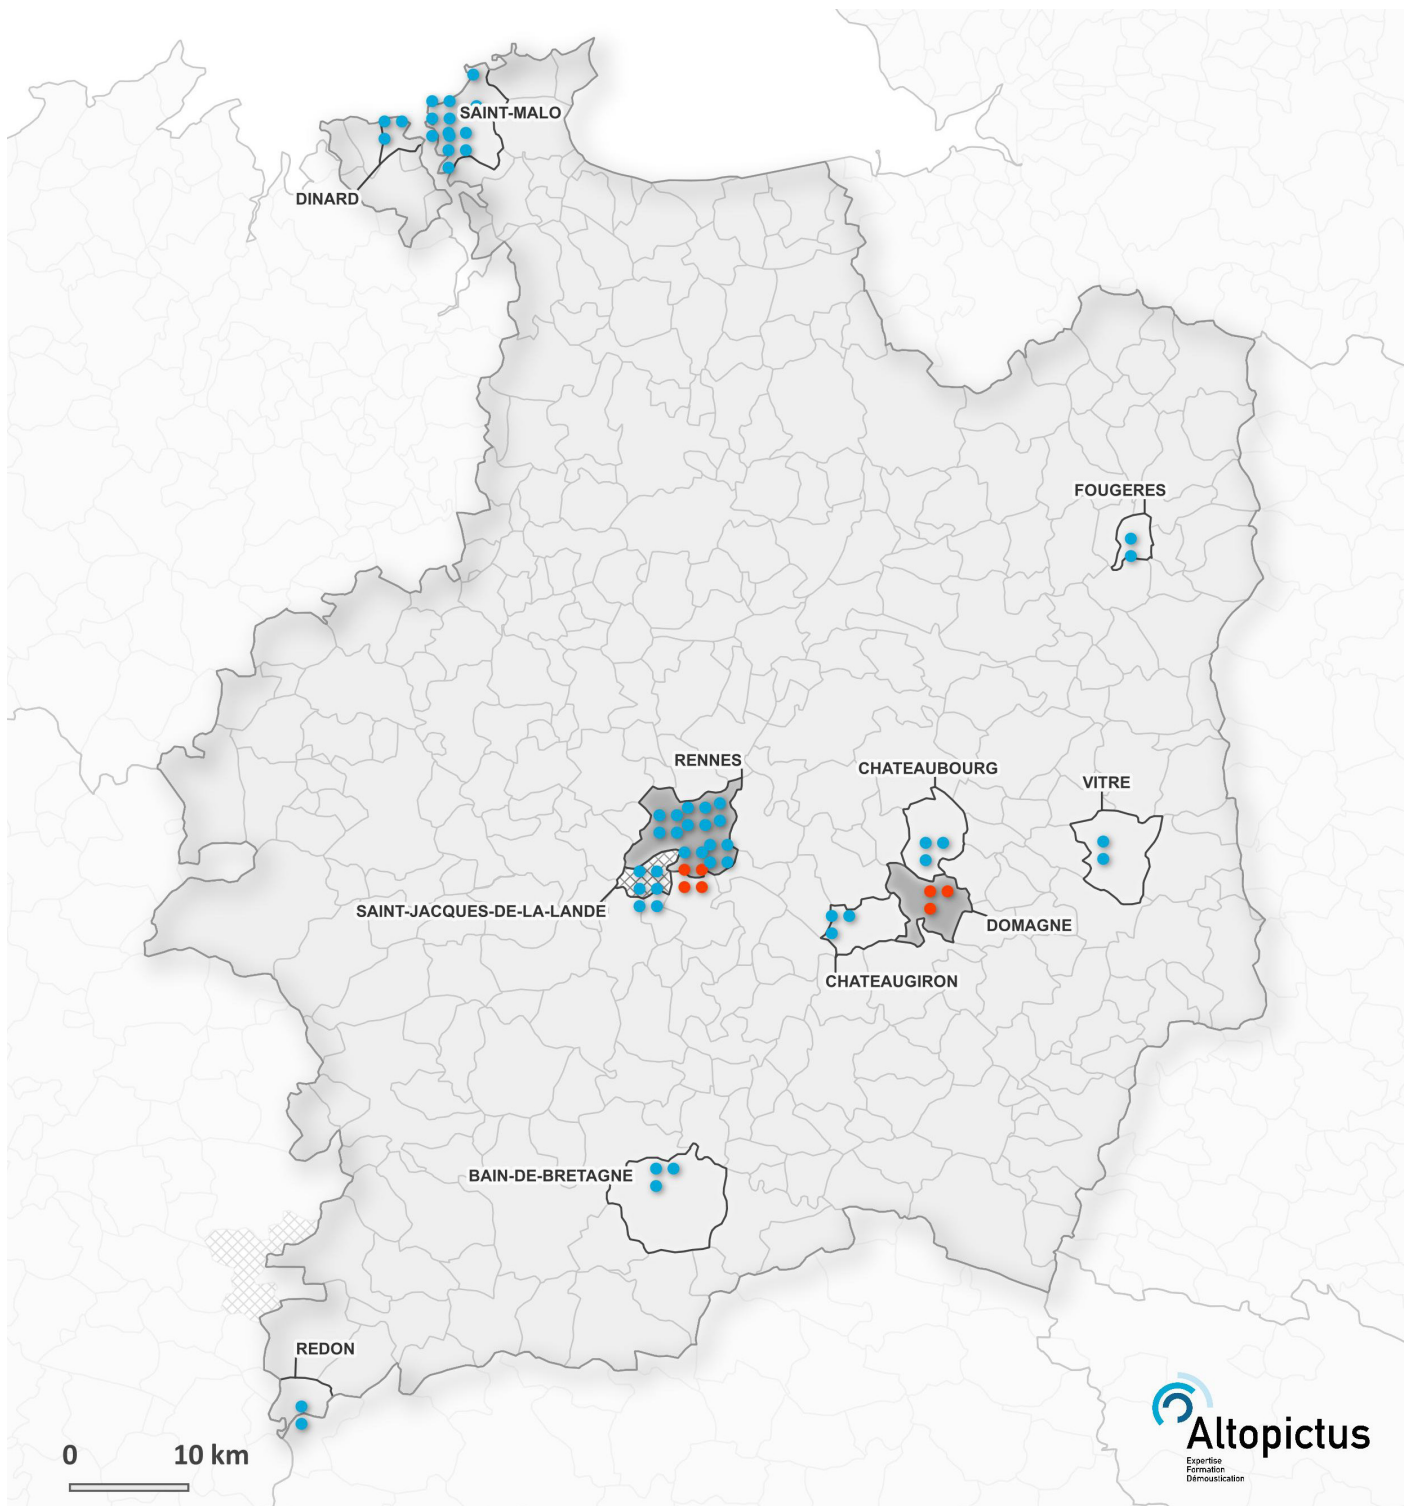 SAINT-MALO
DINARD
FOUGERES
RENNES
CHATEAUBOURG
VITRE
SAINT-JACQUES-DE-LA-LANDE
DOMAGNE
CHATEAUGIRON
BAIN-DE-BRETAGNE
REDON
0 10 km
Altopictus
Expertise
Formation
Démoustication